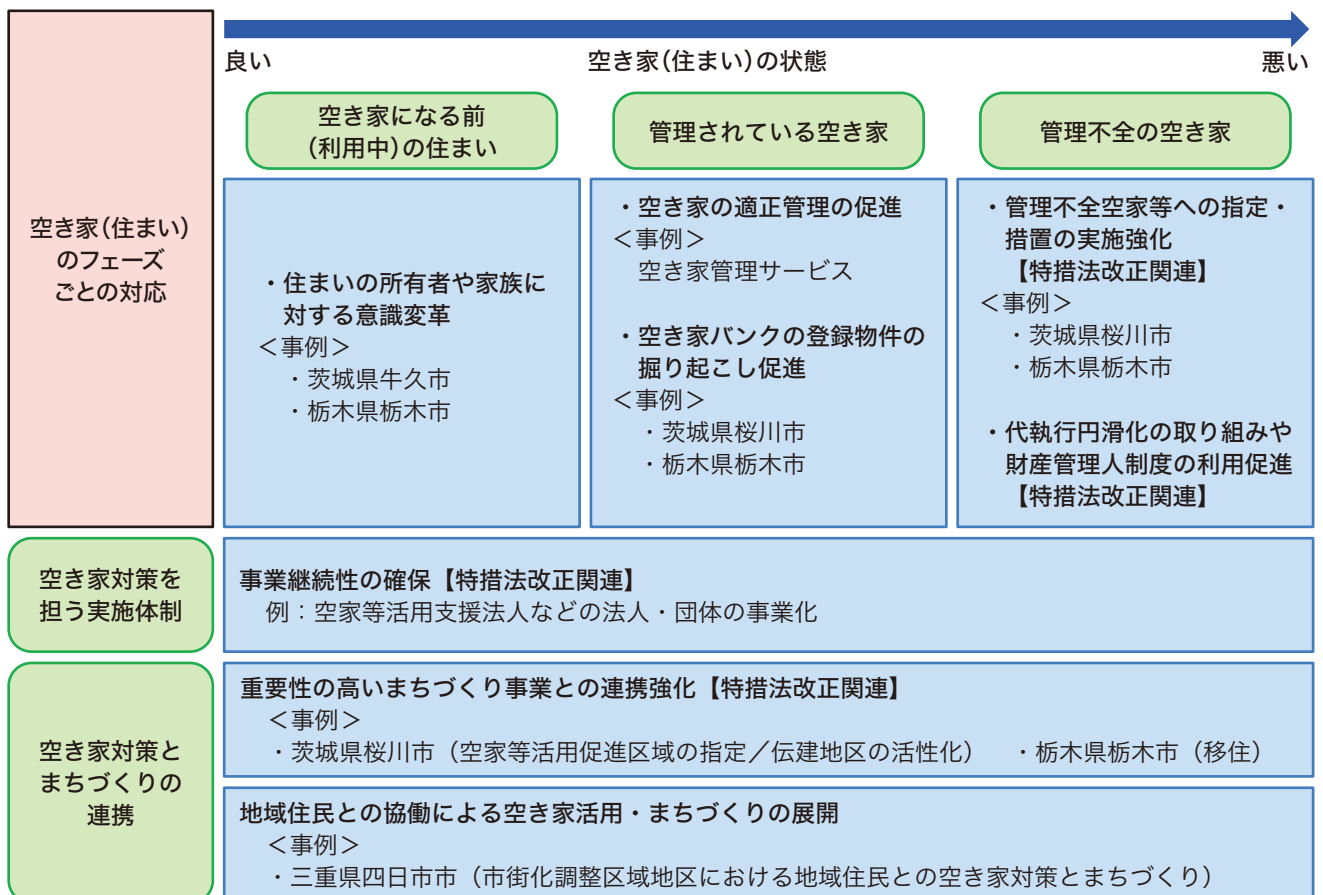 良い
空き家(住まい)の状態
悪い
空き家(住まい)
のフェーズ
ごとの対応
空き家になる前
(利用中)の住まい
管理されている空き家
管理不全の空き家
・住まいの所有者や家族に
対する意識変革
＜事例＞
・茨城県牛久市
・栃木県栃木市
・空き家の適正管理の促進
＜事例＞
空き家管理サービス
・空き家バンクの登録物件の
掘り起こし促進
＜事例＞
・茨城県桜川市
・栃木県栃木市
・管理不全空家等への指定・
措置の実施強化
【特措法改正関連】
＜事例＞
・茨城県桜川市
・栃木県栃木市
・代執行円滑化の取り組みや
財産管理人制度の利用促進
【特措法改正関連】
空き家対策を
担う実施体制
事業継続性の確保【特措法改正関連】
例：空家等活用支援法人などの法人・団体の事業化
空き家対策と
まちづくりの
連携
重要性の高いまちづくり事業との連携強化【特措法改正関連】
＜事例＞
・茨城県桜川市（空家等活用促進区域の指定／伝建地区の活性化）　・栃木県栃木市（移住）
地域住民との協働による空き家活用・まちづくりの展開
＜事例＞
・三重県四日市市（市街化調整区域地区における地域住民との空き家対策とまちづくり）